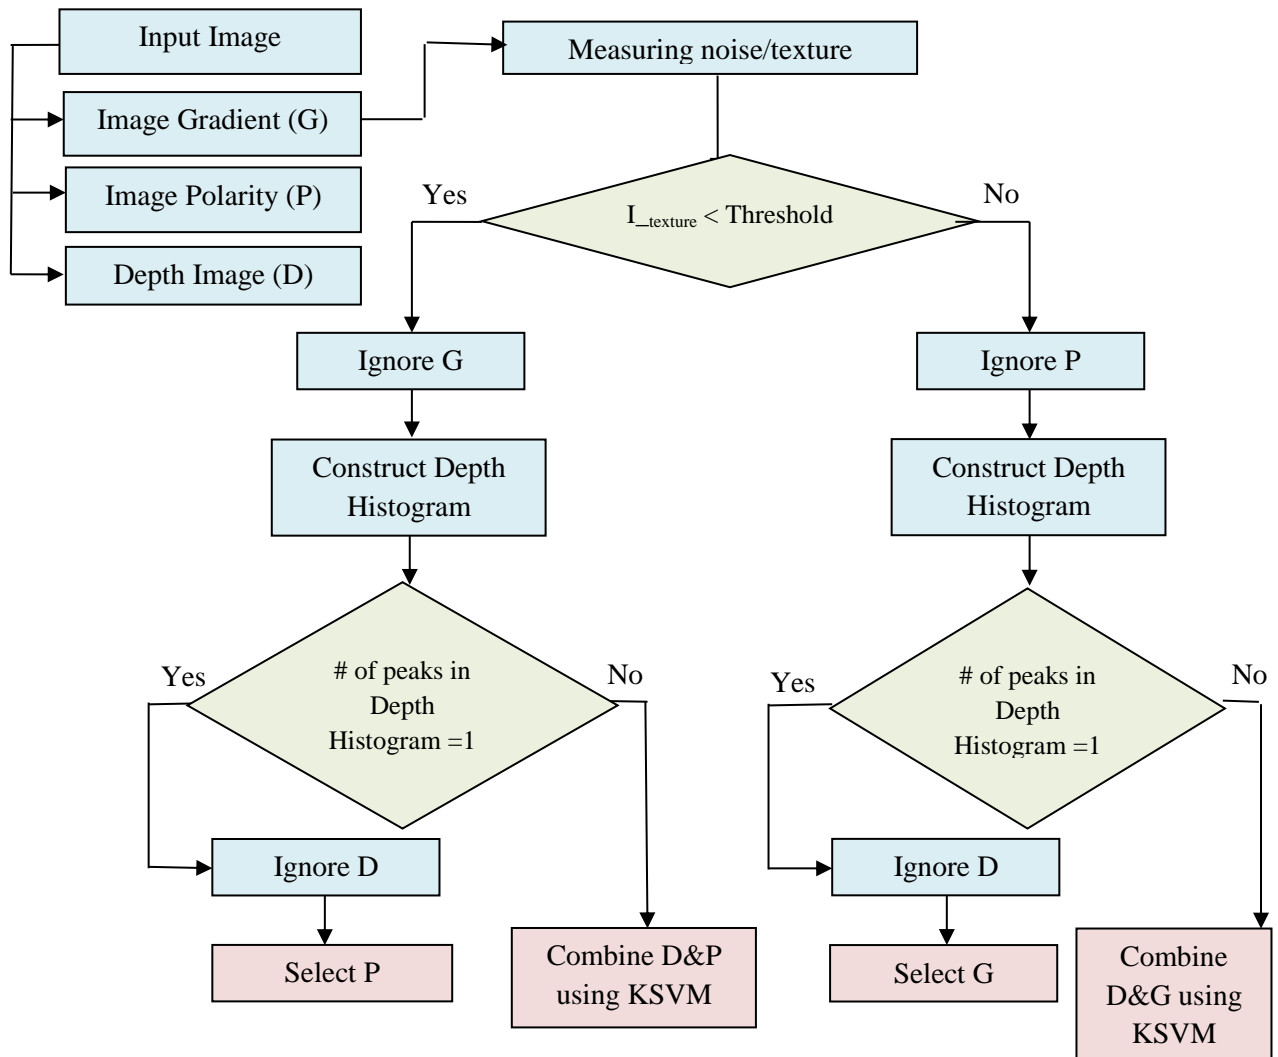 Input Image
Measuring noise/texture
Image Gradient (G)
Image Polarity (P)
Depth Image (D)
Yes
No
I_texture < Threshold
Ignore G
Ignore P
Construct Depth
Histogram
Construct Depth
Histogram
Yes
No
# of peaks in
Depth
Histogram =1
Yes
No
# of peaks in
Depth
Histogram =1
Ignore D
Ignore D
Select P
Combine D&P
using KSVM
Select G
Combine
D&G using
KSVM